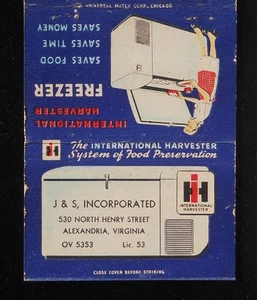 UNIVERSAL MATCH CORP., CHICAGO
INTERNATIONAL
HARVESTER
FREEZER
SAVES FOOD
SAVES TIME
SAVES MONEY
The INTERNATIONAL HARVESTER
System of Food Preservation
IH
INTERNATIONAL
HARVESTER
J & S, INCORPORATED
530 NORTH HENRY STREET
ALEXANDRIA, VIRGINIA
OV 5353 Lic. 53
CLOSE COVER BEFORE STRIKING